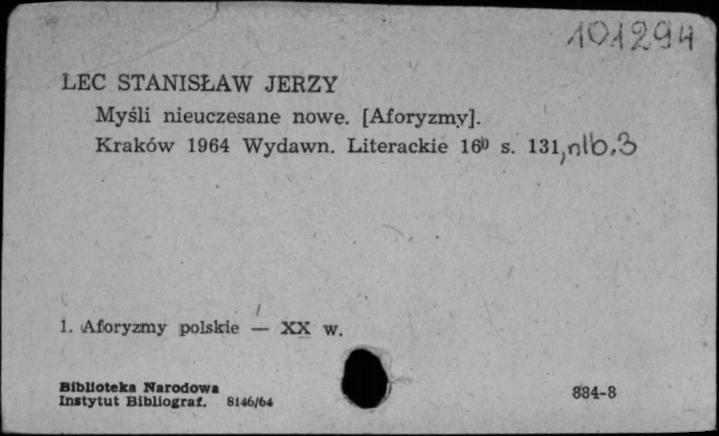 101294
LEC STANISŁAW JERZY
Myśli nieuczesane nowe. [Aforyzmy].
Kraków 1964 Wydawn. Literackie 16⁰ s. 131, nlb. 3
1. Aforyzmy polskie — XX w.
Biblioteka Narodowa
Instytut Bibliograf. 8146/64
884-8